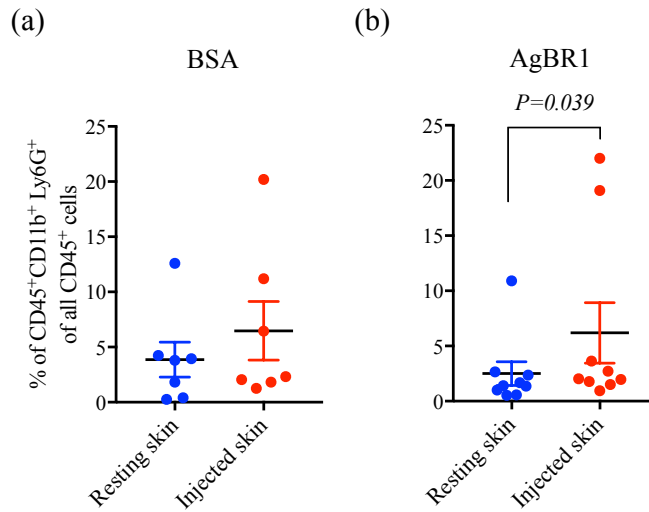 (a)
BSA
% of CD45⁺CD11b⁺ Ly6G⁺
of all CD45⁺ cells
25
20
15
10
5
0
Resting skin
Injected skin
(b)
AgBR1
P=0.039
25
20
15
10
5
0
Resting skin
Injected skin